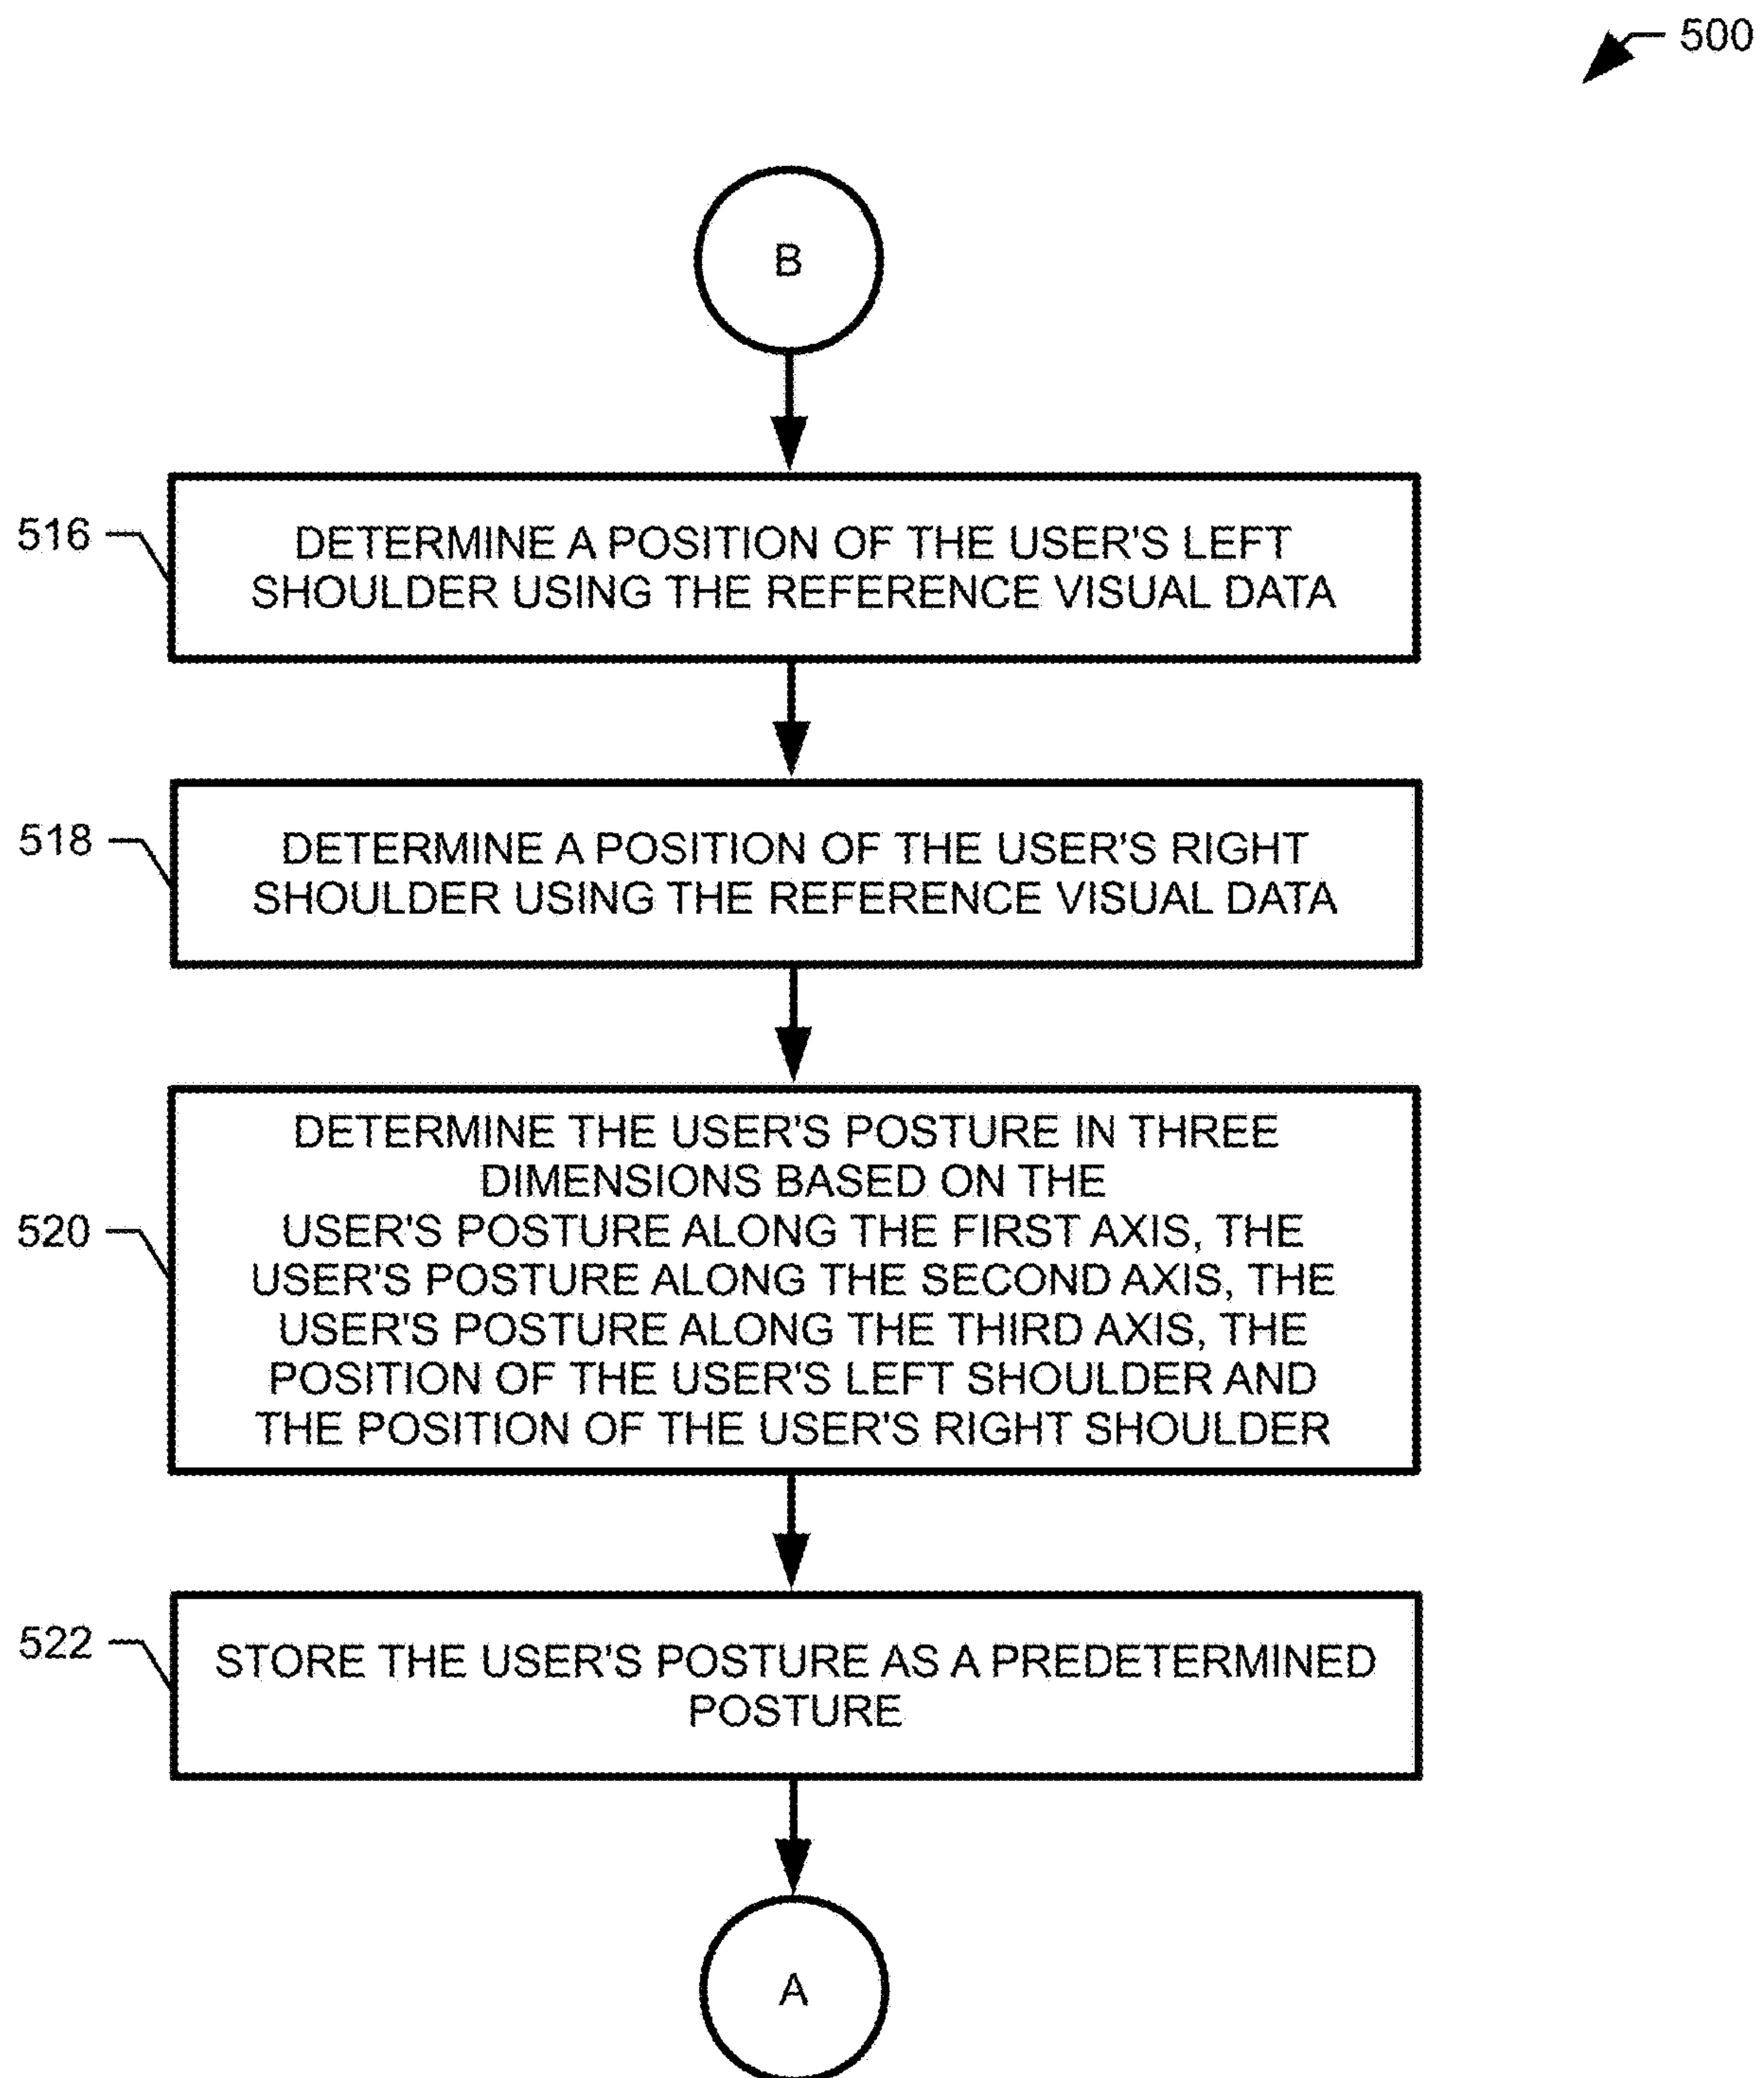 500
B
516
DETERMINE A POSITION OF THE USER'S LEFT
SHOULDER USING THE REFERENCE VISUAL DATA
518
DETERMINE A POSITION OF THE USER'S RIGHT
SHOULDER USING THE REFERENCE VISUAL DATA
520
DETERMINE THE USER'S POSTURE IN THREE
DIMENSIONS BASED ON THE
USER'S POSTURE ALONG THE FIRST AXIS, THE
USER'S POSTURE ALONG THE SECOND AXIS, THE
USER'S POSTURE ALONG THE THIRD AXIS, THE
POSITION OF THE USER'S LEFT SHOULDER AND
THE POSITION OF THE USER'S RIGHT SHOULDER
522
STORE THE USER'S POSTURE AS A PREDETERMINED
POSTURE
A